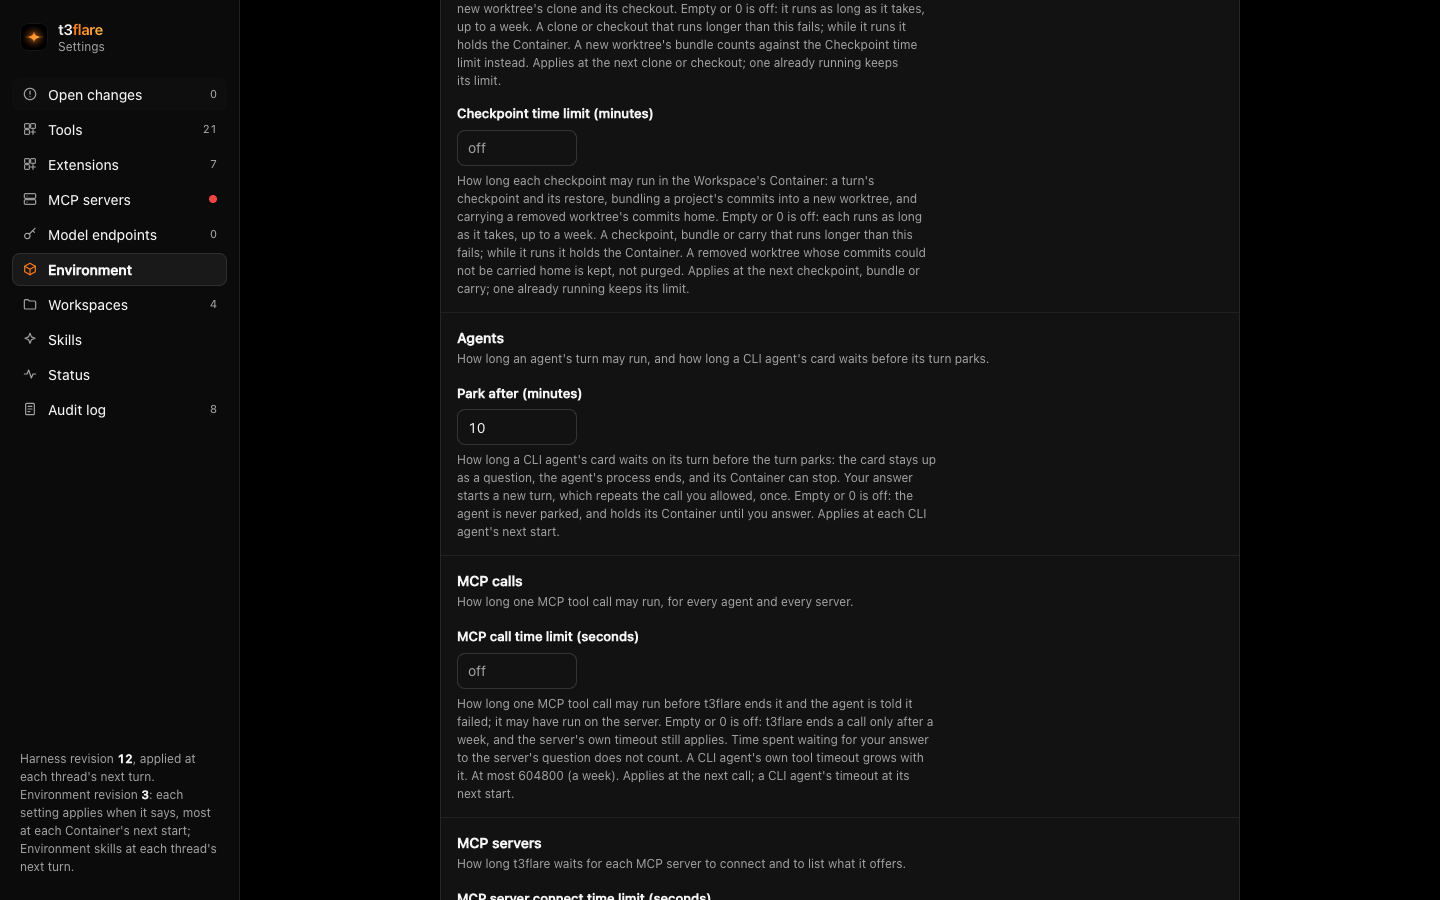 t3flare
Settings
Open changes 0
Tools 21
Extensions 7
MCP servers
Model endpoints 0
Environment
Workspaces 4
Skills
Status
Audit log 8
Harness revision 12, applied at
each thread's next turn.
Environment revision 3: each
setting applies when it says, most
at each Container's next start;
Environment skills at each thread's
next turn.
new worktree's clone and its checkout. Empty or 0 is off: it runs as long as it takes,
up to a week. A clone or checkout that runs longer than this fails; while it runs it
holds the Container. A new worktree's bundle counts against the Checkpoint time
limit instead. Applies at the next clone or checkout; one already running keeps
its limit.
Checkpoint time limit (minutes)
off
How long each checkpoint may run in the Workspace's Container: a turn's
checkpoint and its restore, bundling a project's commits into a new worktree, and
carrying a removed worktree's commits home. Empty or 0 is off: each runs as long
as it takes, up to a week. A checkpoint, bundle or carry that runs longer than this
fails; while it runs it holds the Container. A removed worktree whose commits could
not be carried home is kept, not purged. Applies at the next checkpoint, bundle or
carry; one already running keeps its limit.
Agents
How long an agent's turn may run, and how long a CLI agent's card waits before its turn parks.
Park after (minutes)
10
How long a CLI agent's card waits on its turn before the turn parks: the card stays up
as a question, the agent's process ends, and its Container can stop. Your answer
starts a new turn, which repeats the call you allowed, once. Empty or 0 is off: the
agent is never parked, and holds its Container until you answer. Applies at each CLI
agent's next start.
MCP calls
How long one MCP tool call may run, for every agent and every server.
MCP call time limit (seconds)
off
How long one MCP tool call may run before t3flare ends it and the agent is told it
failed; it may have run on the server. Empty or 0 is off: t3flare ends a call only after a
week, and the server's own timeout still applies. Time spent waiting for your answer
to the server's question does not count. A CLI agent's own tool timeout grows with
it. At most 604800 (a week). Applies at the next call; a CLI agent's timeout at its
next start.
MCP servers
How long t3flare waits for each MCP server to connect and to list what it offers.
MCP server connect time limit (seconds)